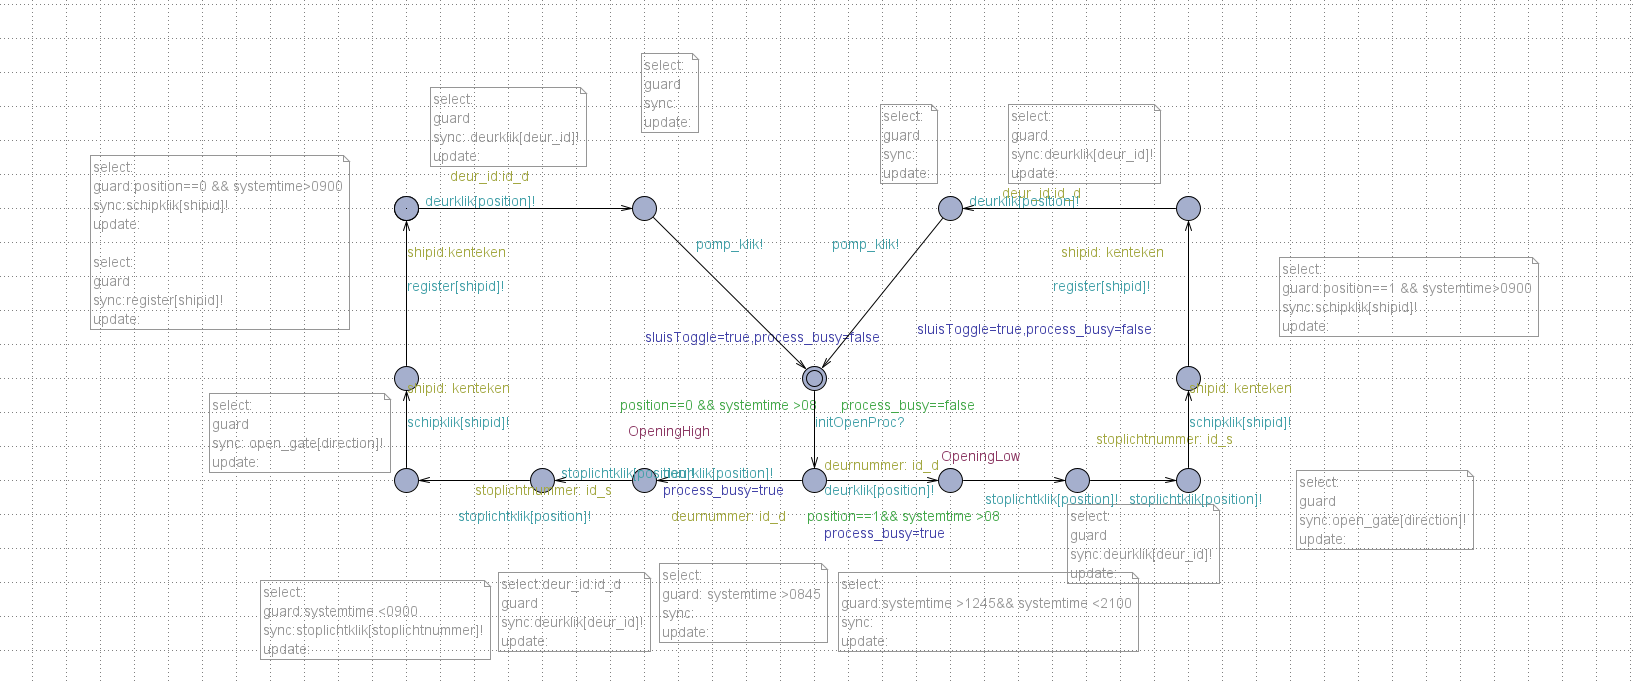 select:
guard
sync:
update:
select:
guard
sync: deurklik[deur_id]!
update:
select:
guard
sync:
update:
select:
guard
sync:deurklik[deur_id]!
update:
select:
guard:position==0 && systemtime>0900
sync:schipklik[shipid]!
update:
select:
guard
sync:register[shipid]!
update:
deur_id:id_d
deurklik[position]!
deur_id:id_d
deurklik[position]!
pomp_klik!
pomp_klik!
shipid:kenteken
register[shipid]!
shipid: kenteken
register[shipid]!
select:
guard:position==1 && systemtime>0900
sync:schipklik[shipid]!
update:
sluisToggle=true,process_busy=false
sluisToggle=true,process_busy=false
shipid: kenteken
schipklik[shipid]!
shipid: kenteken
schipklik[shipid]!
select:
guard
sync: open_gate[direction]!
update:
position==0 && systemtime >08
process_busy==false
initOpenProc?
OpeningHigh
stoplichtnummer: id_s
OpeningLow
deurnummer: id_d
stoplichtklik[position]!
deurklik[position]!
stoplichtnummer: id_s
process_busy=true
deurklik[position]!
stoplichtklik[position]!
stoplichtklik[position]!
stoplichtklik[position]!
deurnummer: id_d
position==1&& systemtime >08
process_busy=true
select:
guard
sync:open_gate[direction]!
update:
select:
guard
sync:deurklik[deur_id]!
update:
select:
guard:systemtime <0900
sync:stoplichtklik[stoplichtnummer]!
update:
select:deur_id:id_d
guard
sync:deurklik[deur_id]!
update:
select:
guard: systemtime >0845
sync:
update:
select:
guard:systemtime >1245&& systemtime <2100
sync:
update: